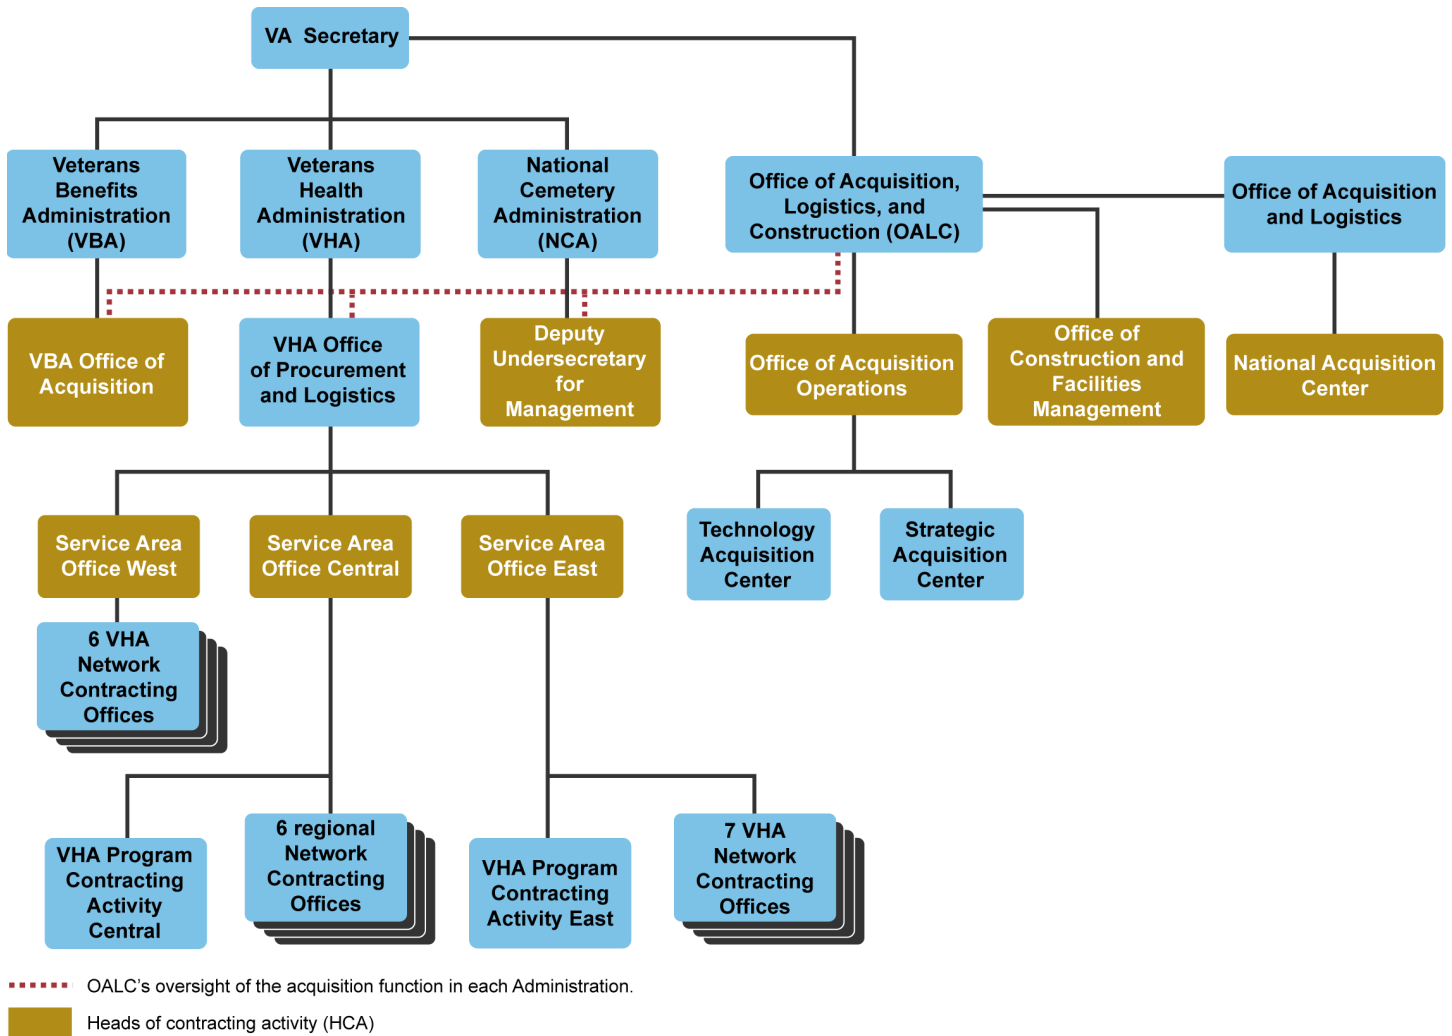 VA Secretary
Veterans
Benefits
Administration
(VBA)
Veterans
Health
Administration
(VHA)
National
Cemetery
Administration
(NCA)
Office of Acquisition,
Logistics, and
Construction (OALC)
Office of Acquisition
and Logistics
VBA Office of
Acquisition
VHA Office
of Procurement
and Logistics
Deputy
Undersecretary
for
Management
Office of Acquisition
Operations
Office of
Construction and
Facilities
Management
National Acquisition
Center
Service Area
Office West
Service Area
Office Central
Service Area
Office East
Technology
Acquisition
Center
Strategic
Acquisition
Center
6 VHA
Network
Contracting
Offices
VHA Program
Contracting
Activity
Central
6 regional
Network
Contracting
Offices
VHA Program
Contracting
Activity East
7 VHA
Network
Contracting
Offices
OALC’s oversight of the acquisition function in each Administration.
Heads of contracting activity (HCA)